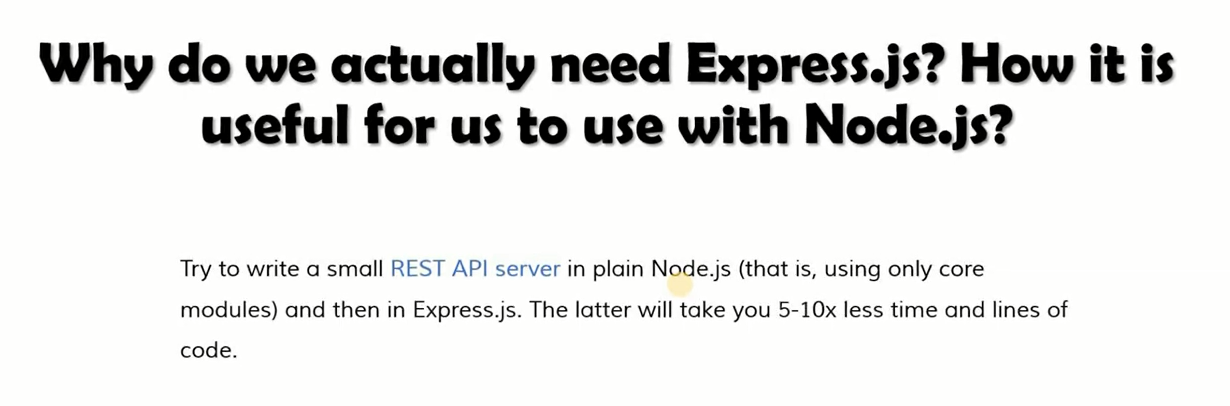 Why do we actually need Express.js? How it is
useful for us to use with Node.js?
Try to write a small REST API server in plain Node.js (that is, using only core
modules) and then in Express.js. The latter will take you 5-10x less time and lines of
code.